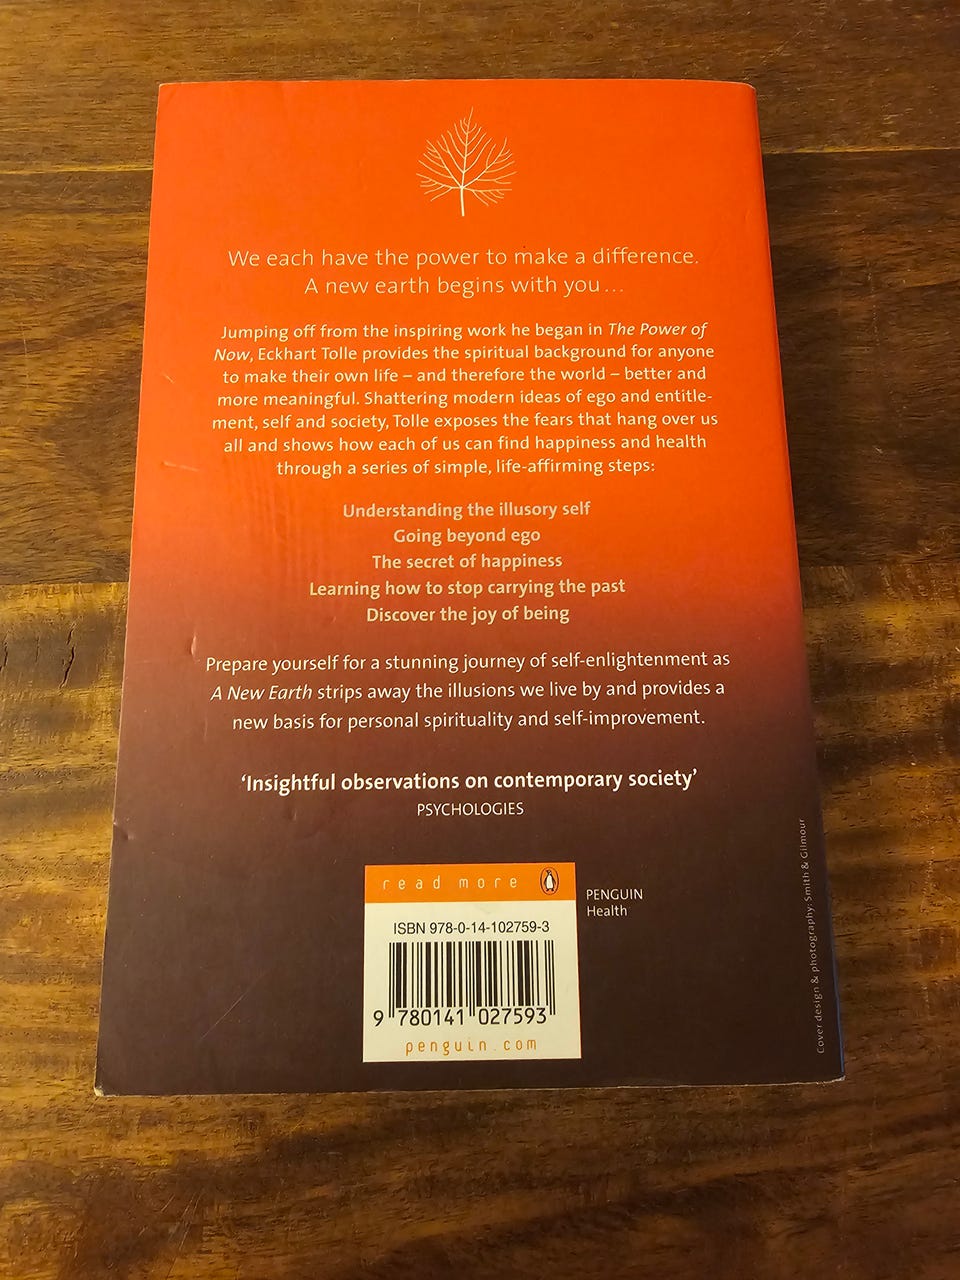 We each have the power to make a difference.
A new earth begins with you...
Jumping off from the inspiring work he began in The Power of
Now, Eckhart Tolle provides the spiritual background for anyone
to make their own life – and therefore the world – better and
more meaningful. Shattering modern ideas of ego and entitle-
ment, self and society, Tolle exposes the fears that hang over us
all and shows how each of us can find happiness and health
through a series of simple, life-affirming steps:
Understanding the illusory self
Going beyond ego
The secret of happiness
Learning how to stop carrying the past
Discover the joy of being
Prepare yourself for a stunning journey of self-enlightenment as
A New Earth strips away the illusions we live by and provides a
new basis for personal spirituality and self-improvement.
‘Insightful observations on contemporary society’
PSYCHOLOGIES
read more
PENGUIN
Health
ISBN 978-0-14-102759-3
9 780141 027593
penguin.com
Cover design & photography: Smith & Gilmour